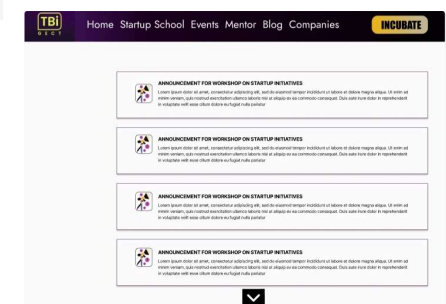 TBi
GECT
Home Startup School Events Mentor Blog Companies
INCUBATE
ANNOUNCEMENT FOR WORKSHOP ON STARTUP INITIATIVES
Lorem ipsum dolor sit amet, consectetur adipiscing elit, sed do eiusmod tempor incididunt ut labore et dolore magna aliqua. Ut enim ad
minim veniam, quis nostrud exercitation ullamco laboris nisi ut aliquip ex ea commodo consequat. Duis aute irure dolor in reprehenderit
in voluptate velit esse cillum dolore eu fugiat nulla pariatur
ANNOUNCEMENT FOR WORKSHOP ON STARTUP INITIATIVES
Lorem ipsum dolor sit amet, consectetur adipiscing elit, sed do eiusmod tempor incididunt ut labore et dolore magna aliqua. Ut enim ad
minim veniam, quis nostrud exercitation ullamco laboris nisi ut aliquip ex ea commodo consequat. Duis aute irure dolor in reprehenderit
in voluptate velit esse cillum dolore eu fugiat nulla pariatur
ANNOUNCEMENT FOR WORKSHOP ON STARTUP INITIATIVES
Lorem ipsum dolor sit amet, consectetur adipiscing elit, sed do eiusmod tempor incididunt ut labore et dolore magna aliqua. Ut enim ad
minim veniam, quis nostrud exercitation ullamco laboris nisi ut aliquip ex ea commodo consequat. Duis aute irure dolor in reprehenderit
in voluptate velit esse cillum dolore eu fugiat nulla pariatur
ANNOUNCEMENT FOR WORKSHOP ON STARTUP INITIATIVES
Lorem ipsum dolor sit amet, consectetur adipiscing elit, sed do eiusmod tempor incididunt ut labore et dolore magna aliqua. Ut enim ad
minim veniam, quis nostrud exercitation ullamco laboris nisi ut aliquip ex ea commodo consequat. Duis aute irure dolor in reprehenderit
in voluptate velit esse cillum dolore eu fugiat nulla pariatur